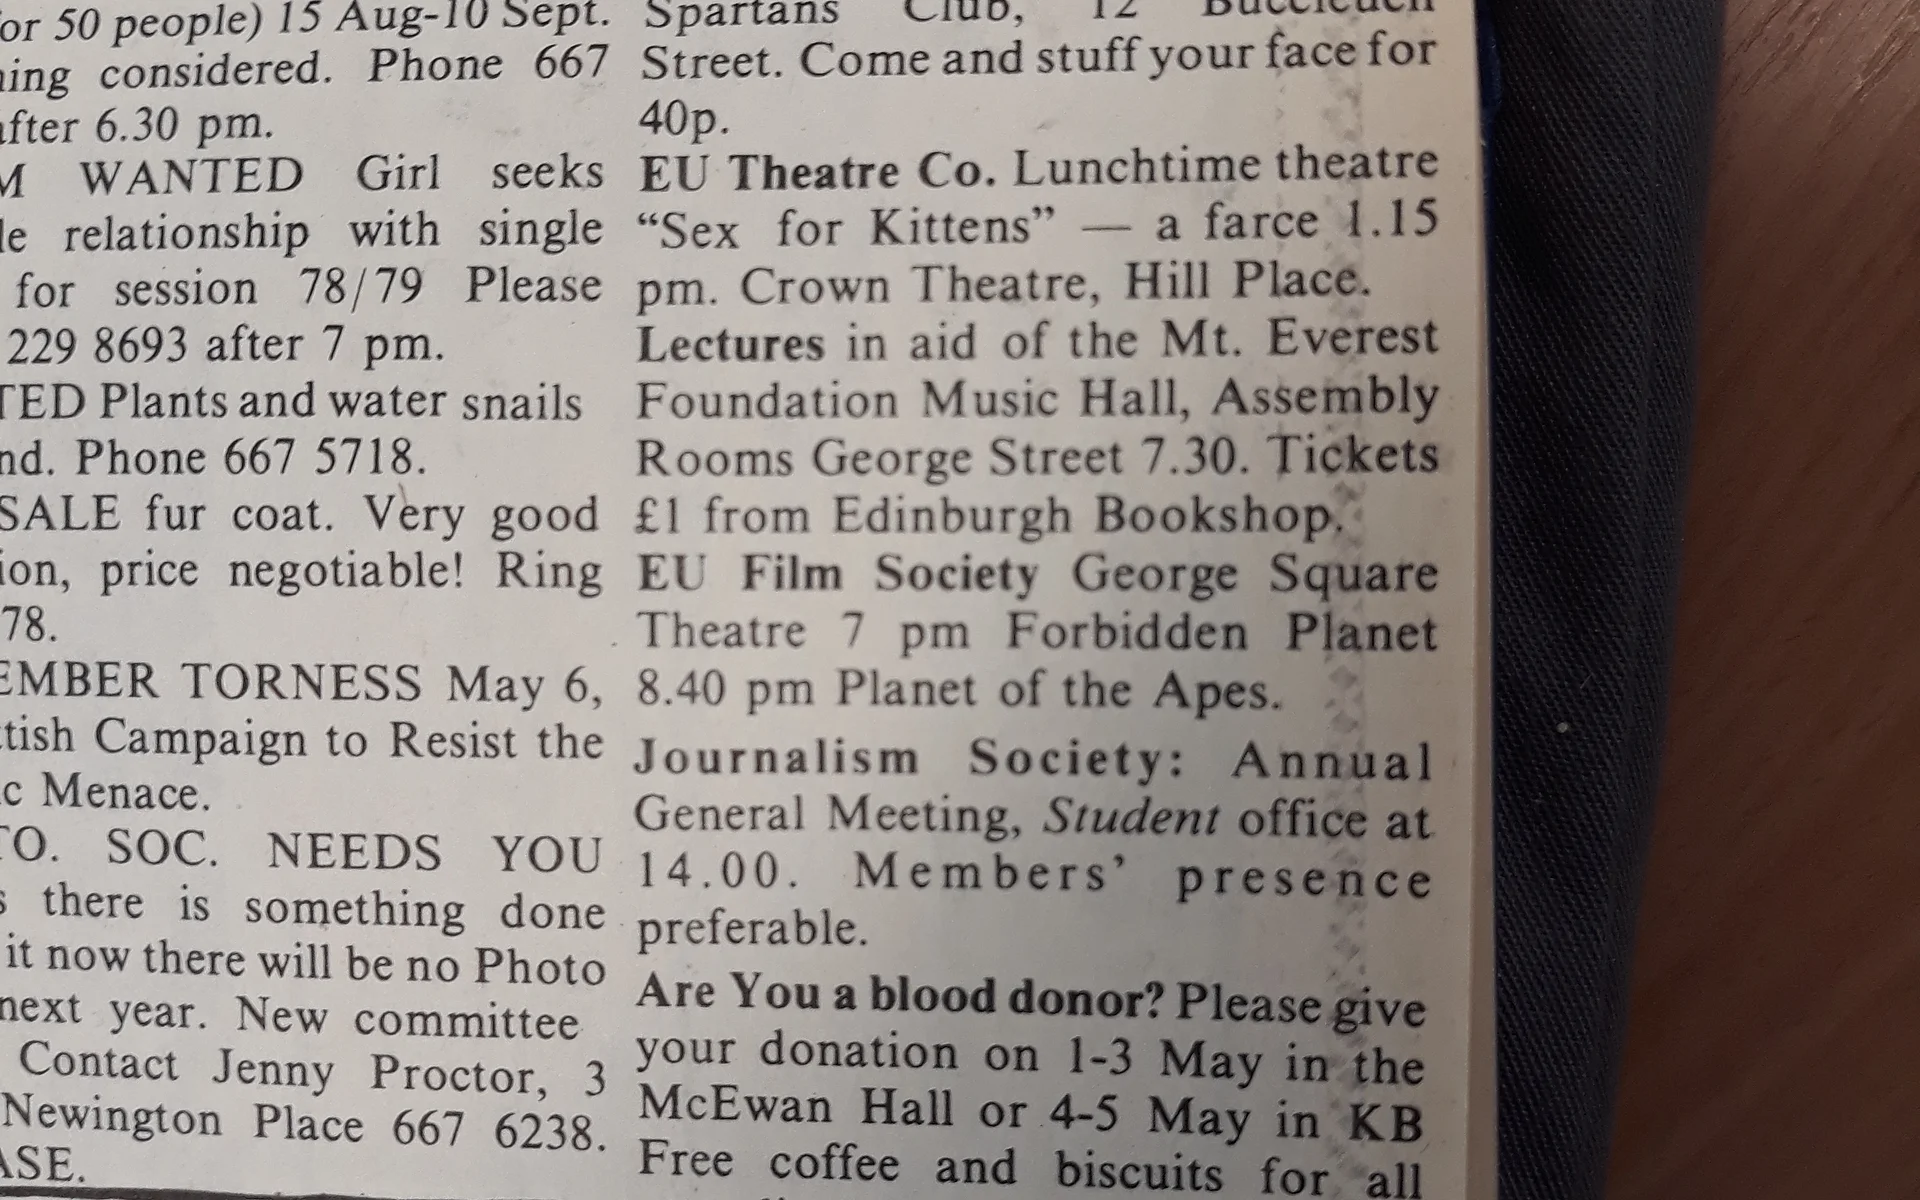 or 50 people) 15 Aug-10 Sept.
ing considered. Phone 667
after 6.30 pm.
M WANTED Girl seeks
le relationship with single
for session 78/79 Please
229 8693 after 7 pm.
TED Plants and water snails
nd. Phone 667 5718.
SALE fur coat. Very good
ion, price negotiable! Ring
78.
EMBER TORNESS May 6,
tish Campaign to Resist the
c Menace.
TO. SOC. NEEDS YOU
s there is something done
it now there will be no Photo
next year. New committee
Contact Jenny Proctor, 3
Newington Place 667 6238.
ASE.
Spartans Club, 12 Buccleuch
Street. Come and stuff your face for
40p.
EU Theatre Co. Lunchtime theatre
“Sex for Kittens” — a farce 1.15
pm. Crown Theatre, Hill Place.
Lectures in aid of the Mt. Everest
Foundation Music Hall, Assembly
Rooms George Street 7.30. Tickets
£1 from Edinburgh Bookshop.
EU Film Society George Square
Theatre 7 pm Forbidden Planet
8.40 pm Planet of the Apes.
Journalism Society: Annual
General Meeting, Student office at
14.00. Members’ presence
preferable.
Are You a blood donor? Please give
your donation on 1-3 May in the
McEwan Hall or 4-5 May in KB
Free coffee and biscuits for all